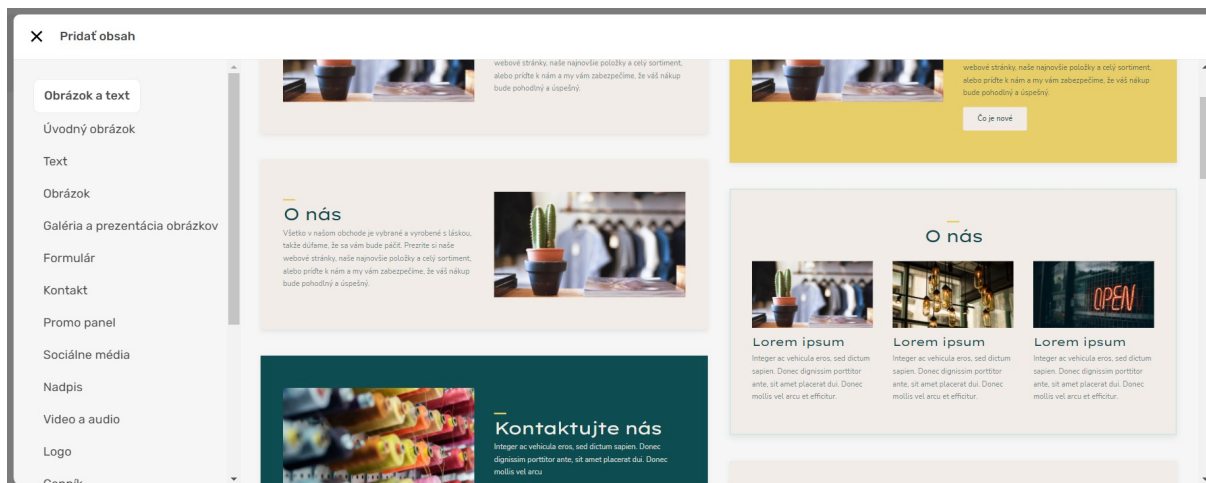 Pridať obsah
Obrázok a text
Úvodný obrázok
Text
Obrázok
Galéria a prezentácia obrázkov
Formulár
Kontakt
Promo panel
Sociálne média
Nadpis
Video a audio
Logo
Cenník
webové stránky, naše najnovšie položky a celý sortiment,
alebo príďte k nám a my vám zabezpečíme, že váš nákup
bude pohodlný a úspešný.
O nás
Všetko v našom obchode je vybrané a vyrobené s láskou,
takže dúfame, že sa vám bude páčiť. Prezrite si naše
webové stránky, naše najnovšie položky a celý sortiment,
alebo príďte k nám a my vám zabezpečíme, že váš nákup
bude pohodlný a úspešný.
Kontaktujte nás
Integer ac vehicula eros, sed dictum sapien. Donec
dignissim porttitor ante, sit amet placerat dui. Donec
mollis vel arcu
webové stránky, naše najnovšie položky a celý sortiment,
alebo príďte k nám a my vám zabezpečíme, že váš nákup
bude pohodlný a úspešný.
Čo je nové
O nás
OPEN
Lorem ipsum
Integer ac vehicula eros, sed dictum
sapien. Donec dignissim porttitor
ante, sit amet placerat dui. Donec
mollis vel arcu et efficitur.
Lorem ipsum
Integer ac vehicula eros, sed dictum
sapien. Donec dignissim porttitor
ante, sit amet placerat dui. Donec
mollis vel arcu et efficitur.
Lorem ipsum
Integer ac vehicula eros, sed dictum
sapien. Donec dignissim porttitor
ante, sit amet placerat dui. Donec
mollis vel arcu et efficitur.